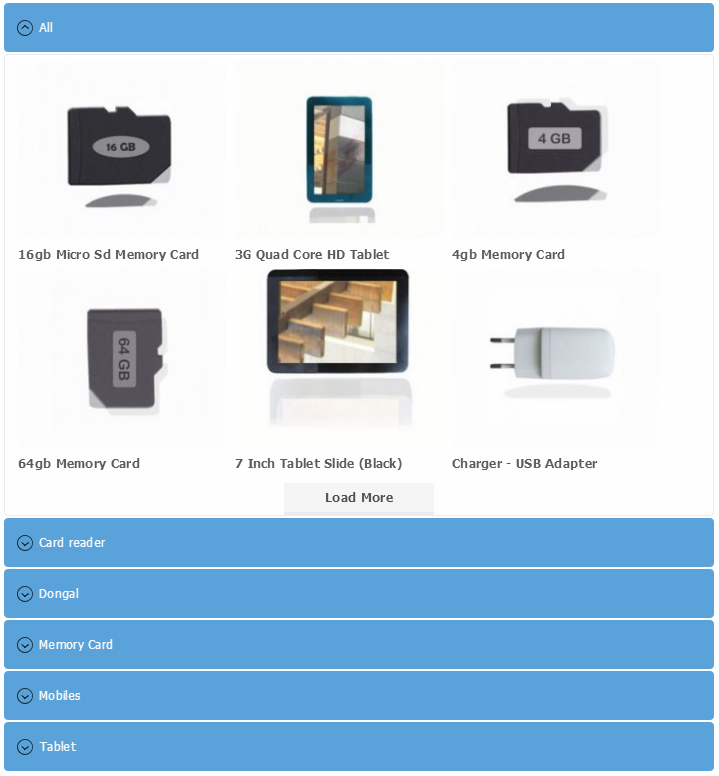 All
16 GB
4 GB
16gb Micro Sd Memory Card
3G Quad Core HD Tablet
4gb Memory Card
64 GB
64gb Memory Card
7 Inch Tablet Slide (Black)
Charger - USB Adapter
Load More
Card reader
Dongal
Memory Card
Mobiles
Tablet